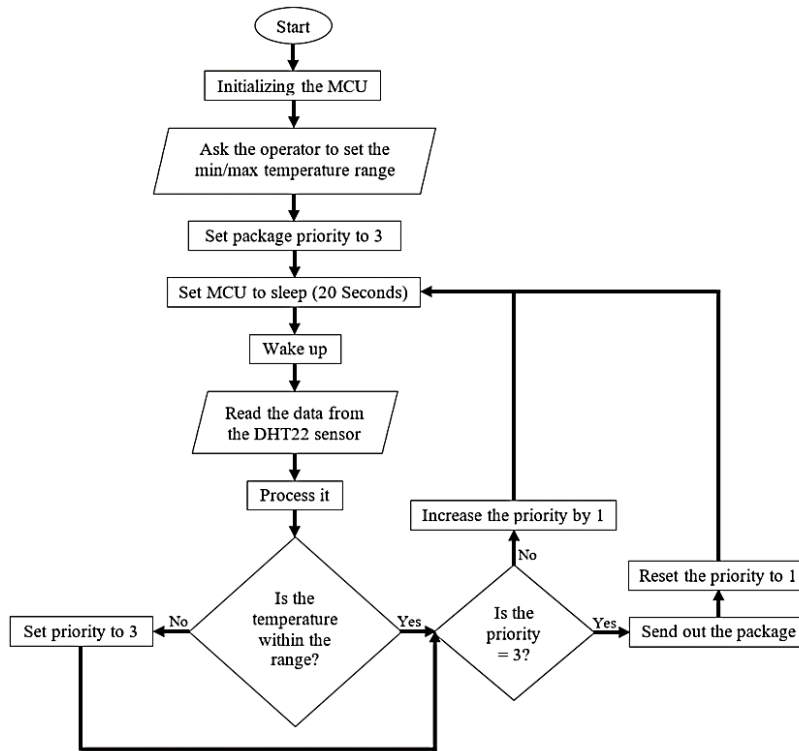 Start
Initializing the MCU
Ask the operator to set the
min/max temperature range
Set package priority to 3
Set MCU to sleep (20 Seconds)
Wake up
Read the data from
the DHT22 sensor
Process it
Is the
temperature
within the
range?
No
Set priority to 3
Yes
Is the
priority
= 3?
No
Increase the priority by 1
Yes
Send out the package
Reset the priority to 1